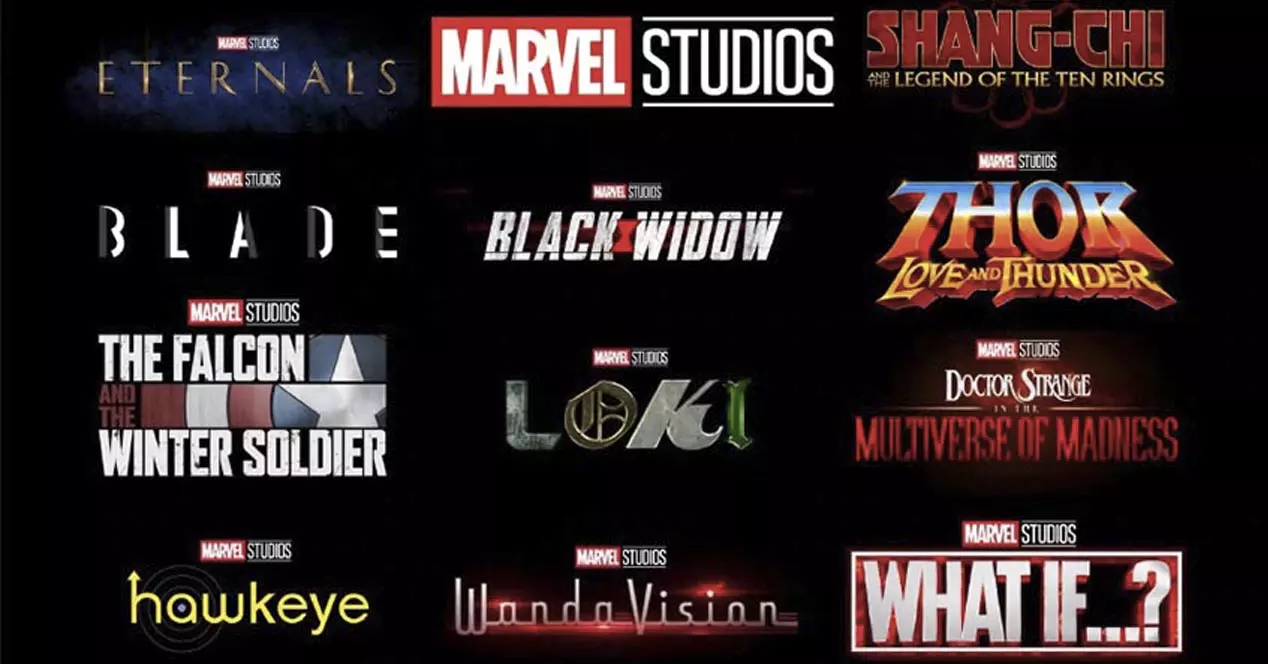 MARVEL STUDIOS
ETERNALS
MARVEL STUDIOS
SHANG-CHI
AND THE LEGEND OF THE TEN RINGS
MARVEL STUDIOS
BLADE
MARVEL STUDIOS
BLACK WIDOW
MARVEL STUDIOS
THOR
LOVE AND THUNDER
MARVEL STUDIOS
THE FALCON
AND
THE
WINTER SOLDIER
MARVEL STUDIOS
LOKI
MARVEL STUDIOS
DOCTOR STRANGE
IN THE
MULTIVERSE OF MADNESS
MARVEL STUDIOS
hawkeye
MARVEL STUDIOS
WandaVision
MARVEL STUDIOS
WHAT IF...?